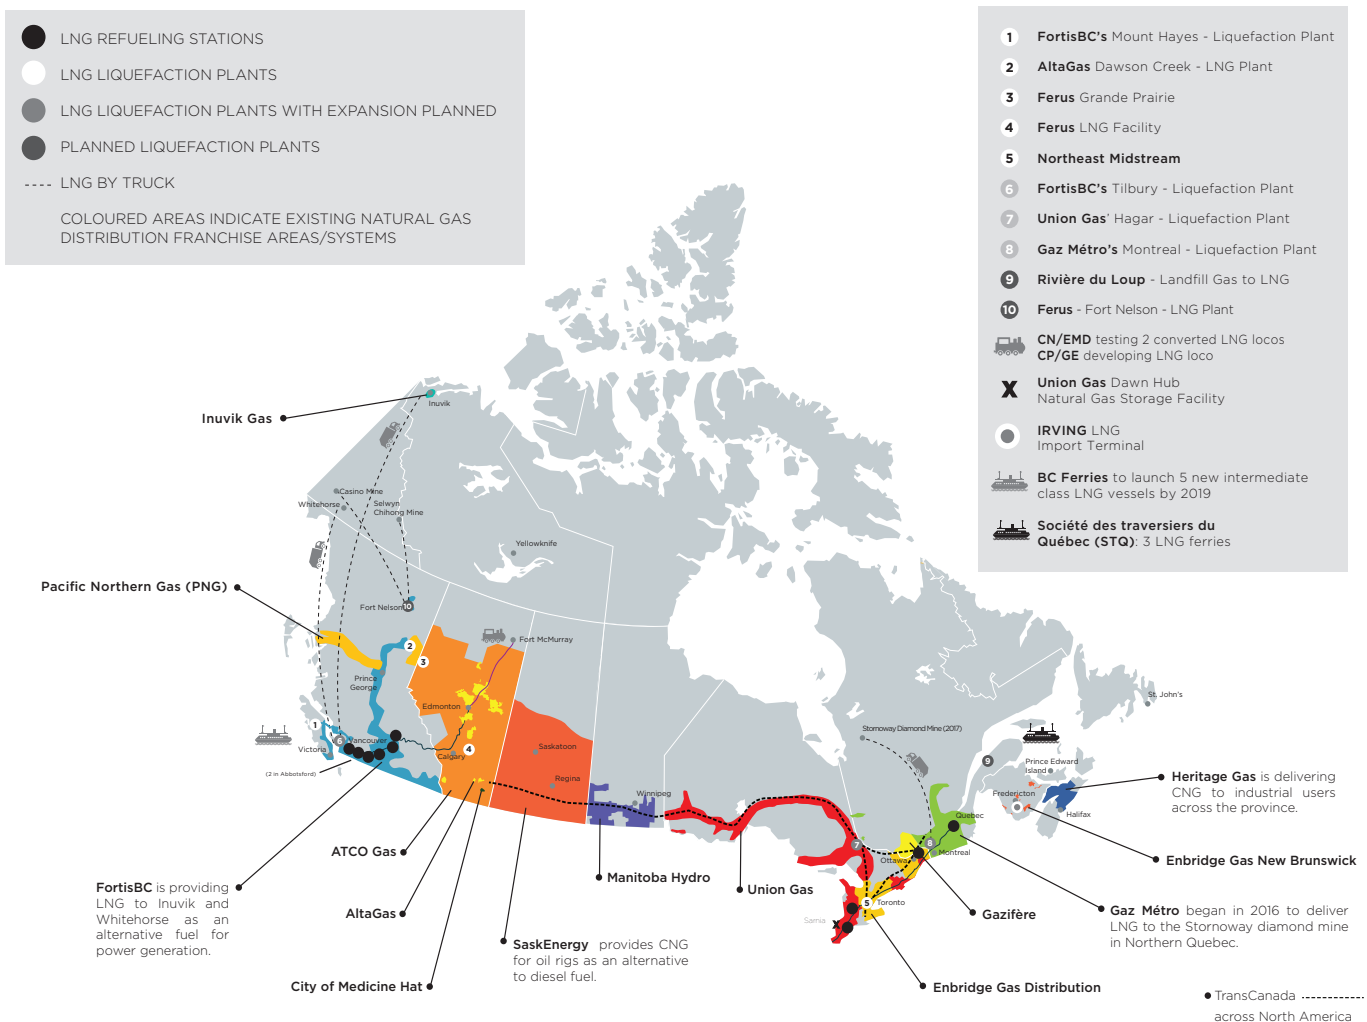 LNG REFUELING STATIONS
LNG LIQUEFACTION PLANTS
LNG LIQUEFACTION PLANTS WITH EXPANSION PLANNED
PLANNED LIQUEFACTION PLANTS
LNG BY TRUCK
COLOURED AREAS INDICATE EXISTING NATURAL GAS
DISTRIBUTION FRANCHISE AREAS/SYSTEMS
1 FortisBC's Mount Hayes - Liquefaction Plant
2 AltaGas Dawson Creek - LNG Plant
3 Ferus Grande Prairie
4 Ferus LNG Facility
5 Northeast Midstream
6 FortisBC's Tilbury - Liquefaction Plant
7 Union Gas' Hagar - Liquefaction Plant
8 Gaz Métro's Montreal - Liquefaction Plant
9 Rivière du Loup - Landfill Gas to LNG
10 Ferus - Fort Nelson - LNG Plant
CN/EMD testing 2 converted LNG locos
CP/GE developing LNG loco
X Union Gas Dawn Hub
Natural Gas Storage Facility
IRVING LNG
Import Terminal
BC Ferries to launch 5 new intermediate
class LNG vessels by 2019
Société des traversiers du
Québec (STQ): 3 LNG ferries
Inuvik Gas
Inuvik
Casino Mine
Whitehorse
Selwyn
Chihong Mine
Yellowknife
Pacific Northern Gas (PNG)
Fort Nelson
10
Fort McMurray
2
3
Prince
George
Edmonton
1
6
Vancouver
Victoria
4
Calgary
(2 in Abbotsford)
Saskatoon
Regina
Winnipeg
Stornoway Diamond Mine (2017)
St. John's
9
Prince Edward
Island
Fredericton
Halifax
Quebec
7
8
Ottawa
Montreal
5
Toronto
Sarnia
X
Heritage Gas is delivering
CNG to industrial users
across the province.
Enbridge Gas New Brunswick
ATCO Gas
Manitoba Hydro
Union Gas
FortisBC is providing
LNG to Inuvik and
Whitehorse as an
alternative fuel for
power generation.
AltaGas
Gazifère
Gaz Métro began in 2016 to deliver
LNG to the Stornoway diamond mine
in Northern Quebec.
SaskEnergy provides CNG
for oil rigs as an alternative
to diesel fuel.
City of Medicine Hat
Enbridge Gas Distribution
TransCanada
across North America